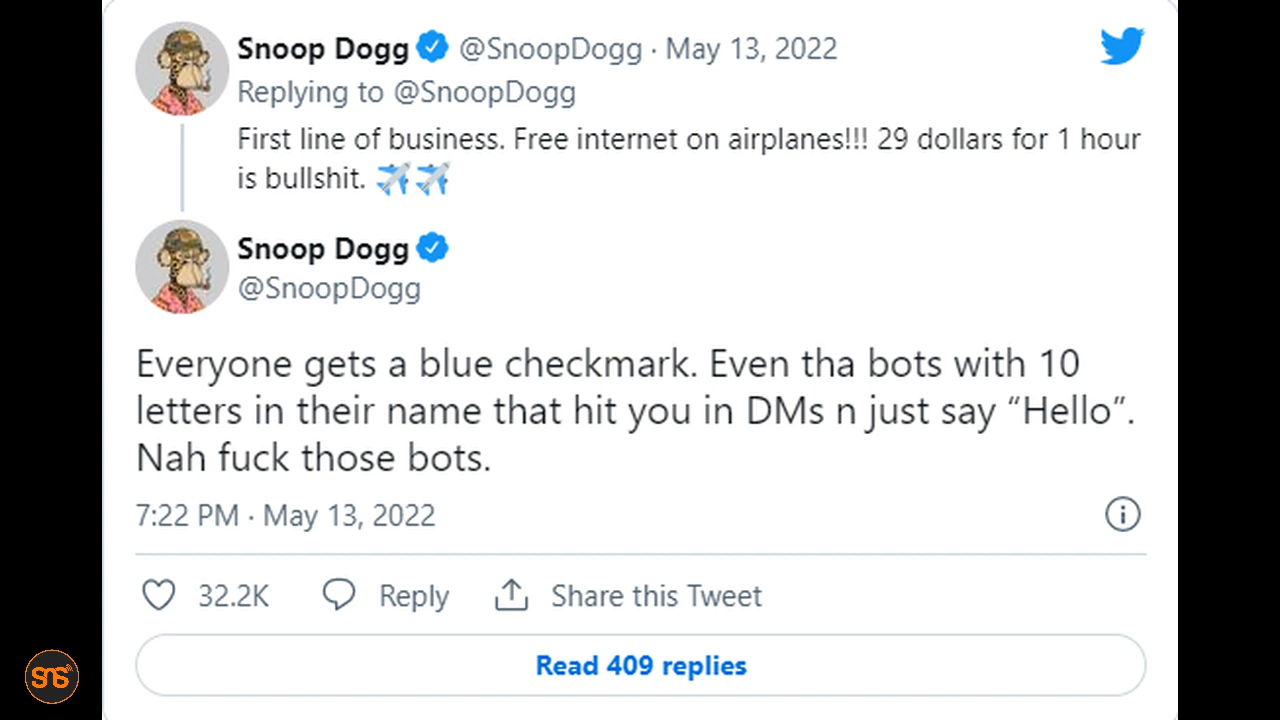 Snoop Dogg @SnoopDogg · May 13, 2022
Replying to @SnoopDogg
First line of business. Free internet on airplanes!!! 29 dollars for 1 hour
is bullshit. ✈️✈️
Snoop Dogg
@SnoopDogg
Everyone gets a blue checkmark. Even tha bots with 10
letters in their name that hit you in DMs n just say “Hello”.
Nah fuck those bots.
7:22 PM · May 13, 2022
32.2K Reply Share this Tweet
Read 409 replies
SNS